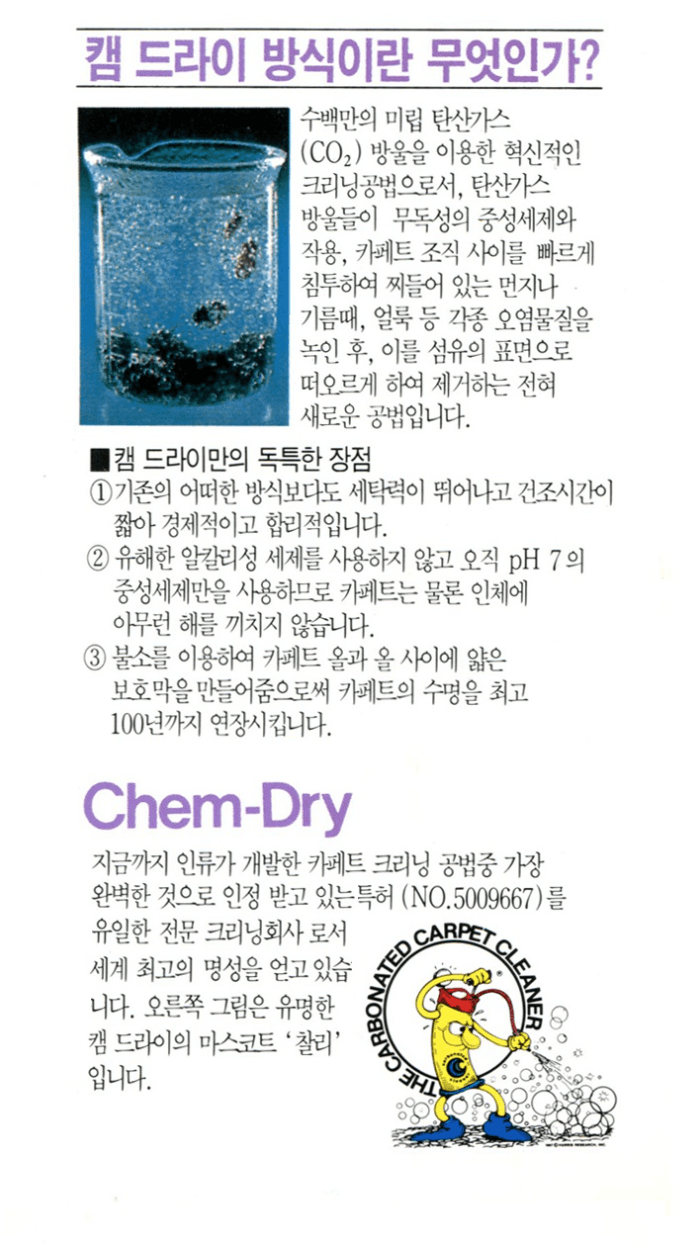 캠 드라이 방식이란 무엇인가?
수백만의 미립 탄산가스
(CO₂) 방울을 이용한 혁신적인
크리닝공법으로서, 탄산가스
방울들이 무독성의 중성세제와
작용, 카페트 조직 사이를 빠르게
침투하여 찌들어 있는 먼지나
기름때, 얼룩 등 각종 오염물질을
녹인 후, 이를 섬유의 표면으로
떠오르게 하여 제거하는 전혀
새로운 공법입니다.
■캠 드라이만의 독특한 장점
①기존의 어떠한 방식보다도 세탁력이 뛰어나고 건조시간이
짧아 경제적이고 합리적입니다.
② 유해한 알칼리성 세제를 사용하지 않고 오직 pH 7의
중성세제만을 사용하므로 카페트는 물론 인체에
아무런 해를 끼치지 않습니다.
③ 불소를 이용하여 카페트 올과 올 사이에 얇은
보호막을 만들어줌으로써 카페트의 수명을 최고
100년까지 연장시킵니다.
Chem-Dry
지금까지 인류가 개발한 카페트 크리닝 공법중 가장
완벽한 것으로 인정 받고 있는특허 (NO.5009667)를
유일한 전문 크리닝회사 로서
세계 최고의 명성을 얻고 있습
니다. 오른쪽 그림은 유명한
캠 드라이의 마스코트 '찰리'
입니다.
THE CARBONATED CARPET CLEANER
®